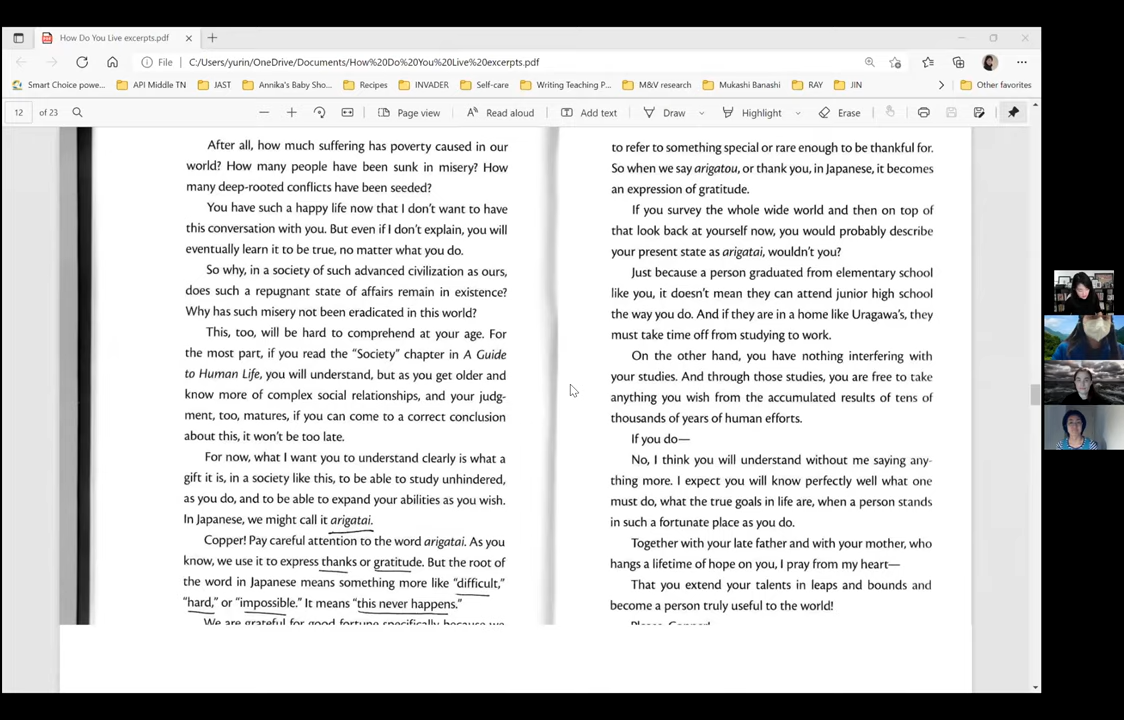 How Do You Live excerpts.pdf
File
C:/Users/yurin/OneDrive/Documents/How%20Do%20You%20Live%20excerpts.pdf
Smart Choice powe...
API Middle TN
JAST
Annika's Baby Sho...
Recipes
INVADER
Self-care
Writing Teaching P...
M&V research
Mukashi Banashi
RAY
JIN
Other favorites
12 of 23
Page view
Read aloud
Add text
Draw
Highlight
Erase
After all, how much suffering has poverty caused in our
world? How many people have been sunk in misery? How
many deep-rooted conflicts have been seeded?
You have such a happy life now that I don't want to have
this conversation with you. But even if I don't explain, you will
eventually learn it to be true, no matter what you do.
So why, in a society of such advanced civilization as ours,
does such a repugnant state of affairs remain in existence?
Why has such misery not been eradicated in this world?
This, too, will be hard to comprehend at your age. For
the most part, if you read the "Society" chapter in A Guide
to Human Life, you will understand, but as you get older and
know more of complex social relationships, and your judg-
ment, too, matures, if you can come to a correct conclusion
about this, it won't be too late.
For now, what I want you to understand clearly is what a
gift it is, in a society like this, to be able to study unhindered,
as you do, and to be able to expand your abilities as you wish.
In Japanese, we might call it arigatai.
Copper! Pay careful attention to the word arigatai. As you
know, we use it to express thanks or gratitude. But the root of
the word in Japanese means something more like "difficult,"
"hard," or "impossible." It means "this never happens."
We are grateful for good fortune specifically because we
to refer to something special or rare enough to be thankful for.
So when we say arigatou, or thank you, in Japanese, it becomes
an expression of gratitude.
If you survey the whole wide world and then on top of
that look back at yourself now, you would probably describe
your present state as arigatai, wouldn't you?
Just because a person graduated from elementary school
like you, it doesn't mean they can attend junior high school
the way you do. And if they are in a home like Uragawa's, they
must take time off from studying to work.
On the other hand, you have nothing interfering with
your studies. And through those studies, you are free to take
anything you wish from the accumulated results of tens of
thousands of years of human efforts.
If you do—
No, I think you will understand without me saying any-
thing more. I expect you will know perfectly well what one
must do, what the true goals in life are, when a person stands
in such a fortunate place as you do.
Together with your late father and with your mother, who
hangs a lifetime of hope on you, I pray from my heart—
That you extend your talents in leaps and bounds and
become a person truly useful to the world!
Please, Copper!